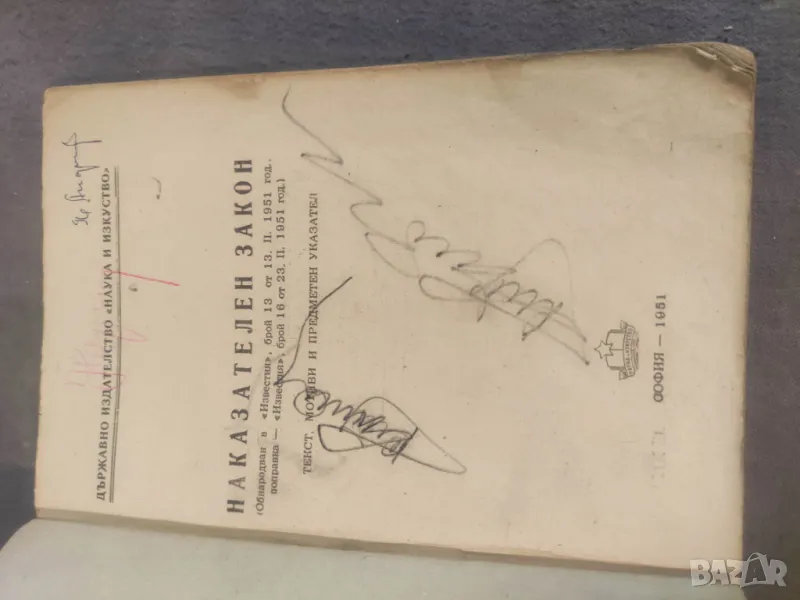 ДЪРЖАВНО ИЗДАТЕЛСТВО «НАУКА И ИЗКУСТВО»
НАКАЗАТЕЛЕН ЗАКОН
(Обнародван в «Известия», брой 13 от 13. II. 1951 год.,
поправка — «Известия», брой 16 от 23. II. 1951 год.)
ТЕКСТ, МОТИВИ И ПРЕДМЕТЕН УКАЗАТЕЛ
СОФИЯ — 1951
BAZAR